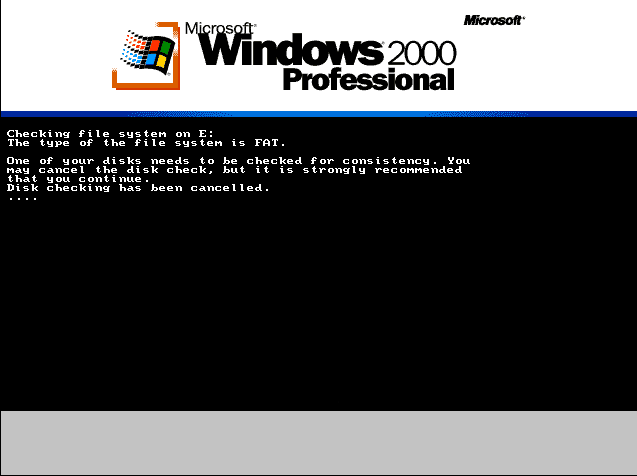 Microsoft®
Microsoft®
Windows 2000
Professional
Checking file system on E:
The type of the file system is FAT.
One of your disks needs to be checked for consistency. You
may cancel the disk check, but it is strongly recommended
that you continue.
Disk checking has been cancelled.
....